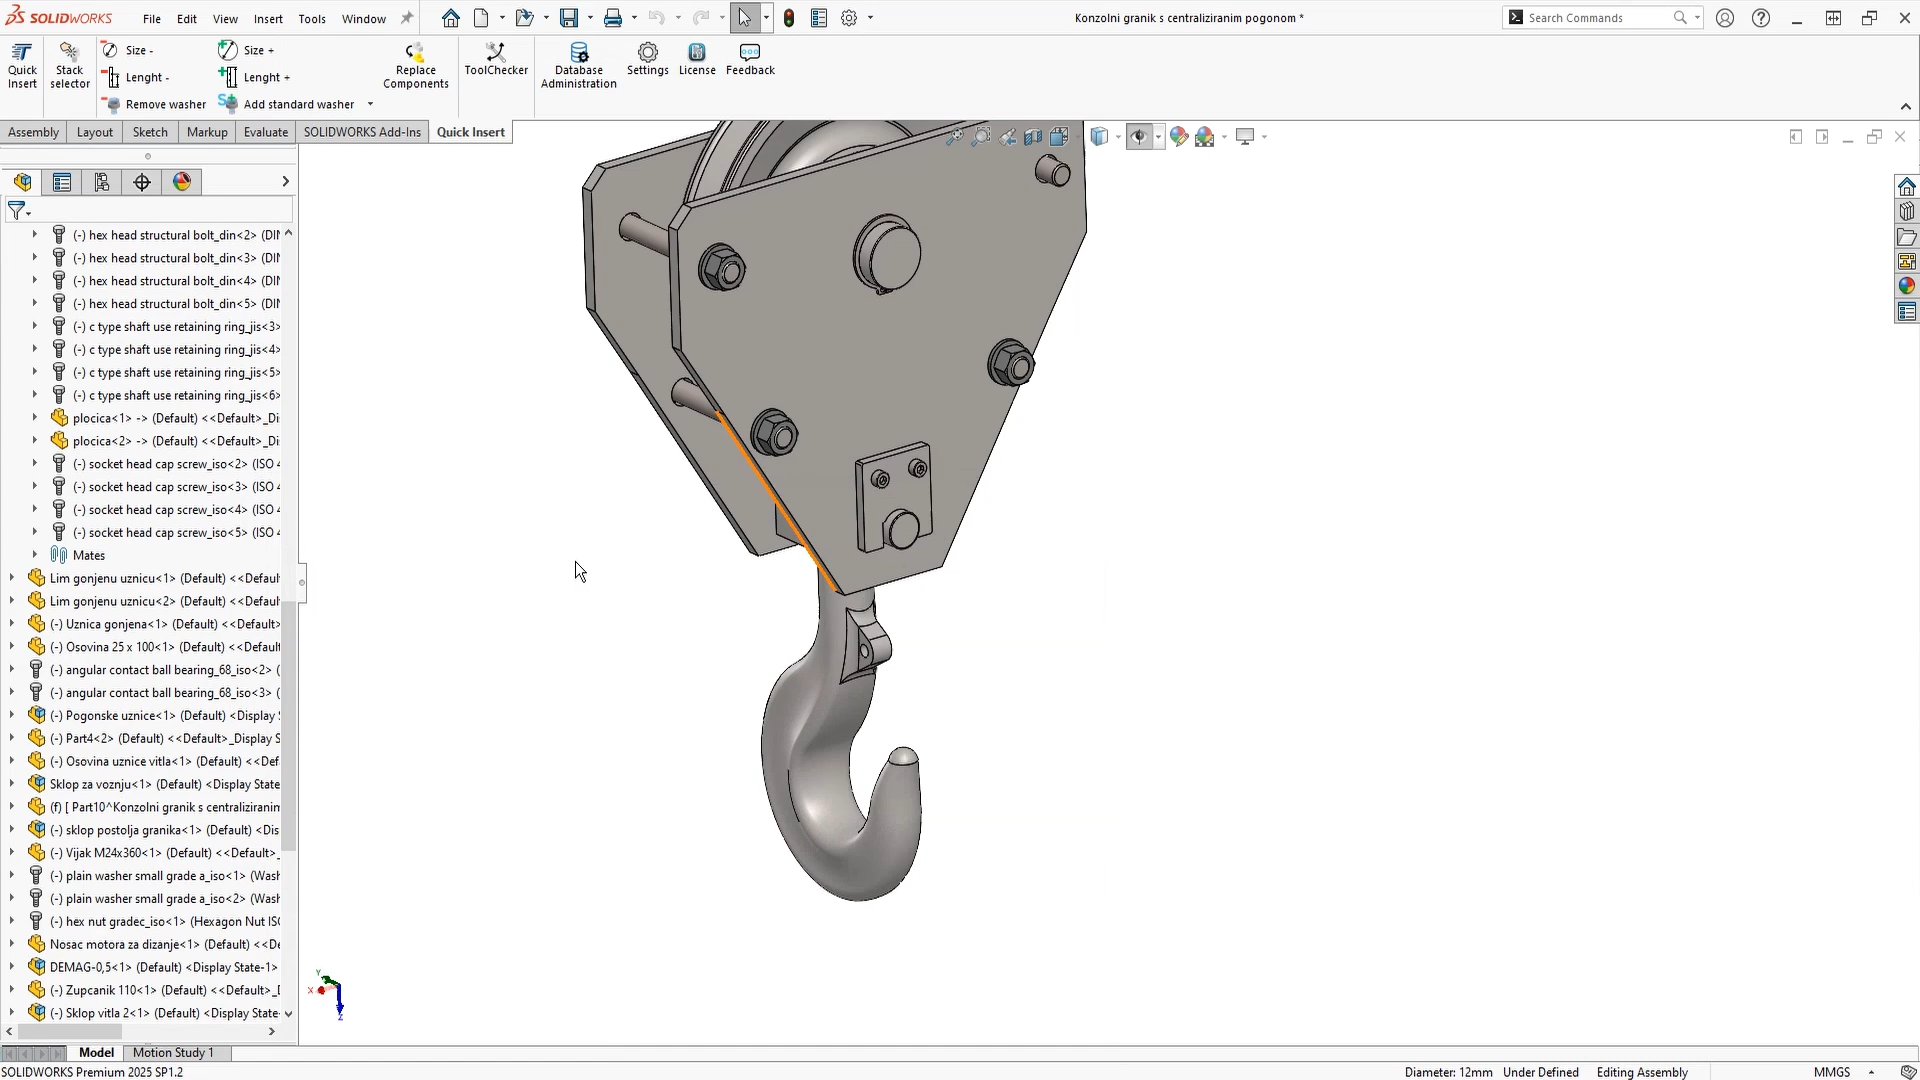 SOLIDWORKS File Edit View Insert Tools Window
Konzolni granik s centraliziranim pogonom *
Search Commands
Quick Insert
Stack selector
Size -
Size +
Lenght -
Lenght +
Remove washer
Add standard washer
Replace Components
ToolChecker
Database Administration
Settings
License
Feedback
Assembly Layout Sketch Markup Evaluate SOLIDWORKS Add-Ins Quick Insert
(-) hex head structural bolt_din<2> (DIN
(-) hex head structural bolt_din<3> (DIN
(-) hex head structural bolt_din<4> (DIN
(-) hex head structural bolt_din<5> (DIN
(-) c type shaft use retaining ring_jis<3>
(-) c type shaft use retaining ring_jis<4>
(-) c type shaft use retaining ring_jis<5>
(-) c type shaft use retaining ring_jis<6>
plocica<1> -> (Default) <<Default>_Di
plocica<2> -> (Default) <<Default>_Di
(-) socket head cap screw_iso<2> (ISO 4
(-) socket head cap screw_iso<3> (ISO 4
(-) socket head cap screw_iso<4> (ISO 4
(-) socket head cap screw_iso<5> (ISO 4
Mates
Lim gonjenu uznicu<1> (Default) <<Defaul
Lim gonjenu uznicu<2> (Default) <<Defaul
(-) Uznica gonjena<1> (Default) <<Default>
(-) Osovina 25 x 100<1> (Default) <<Defaul
(-) angular contact ball bearing_68_iso<2> (
(-) angular contact ball bearing_68_iso<3> (
(-) Pogonske uznice<1> (Default) <Display S
(-) Part4<2> (Default) <<Default>_Display S
(-) Osovina uznice vitla<1> (Default) <<Def
Sklop za voznju<1> (Default) <Display State
(f) [ Part10^Konzolni granik s centraliziranim
(-) sklop postolja granika<1> (Default) <Dis
(-) Vijak M24x360<1> (Default) <<Default>_
(-) plain washer small grade a_iso<1> (Wash
(-) plain washer small grade a_iso<2> (Wash
(-) hex nut gradec_iso<1> (Hexagon Nut ISO
Nosac motora za dizanje<1> (Default) <<De
DEMAG-0,5<1> (Default) <Display State-1>
(-) Zupcanik 110<1> (Default) <<Default>_D
(-) Sklop vitla 2<1> (Default) <Display State-
Y
X
Z
Model Motion Study 1
SOLIDWORKS Premium 2025 SP1.2
Diameter: 12mm Under Defined Editing Assembly MMGS